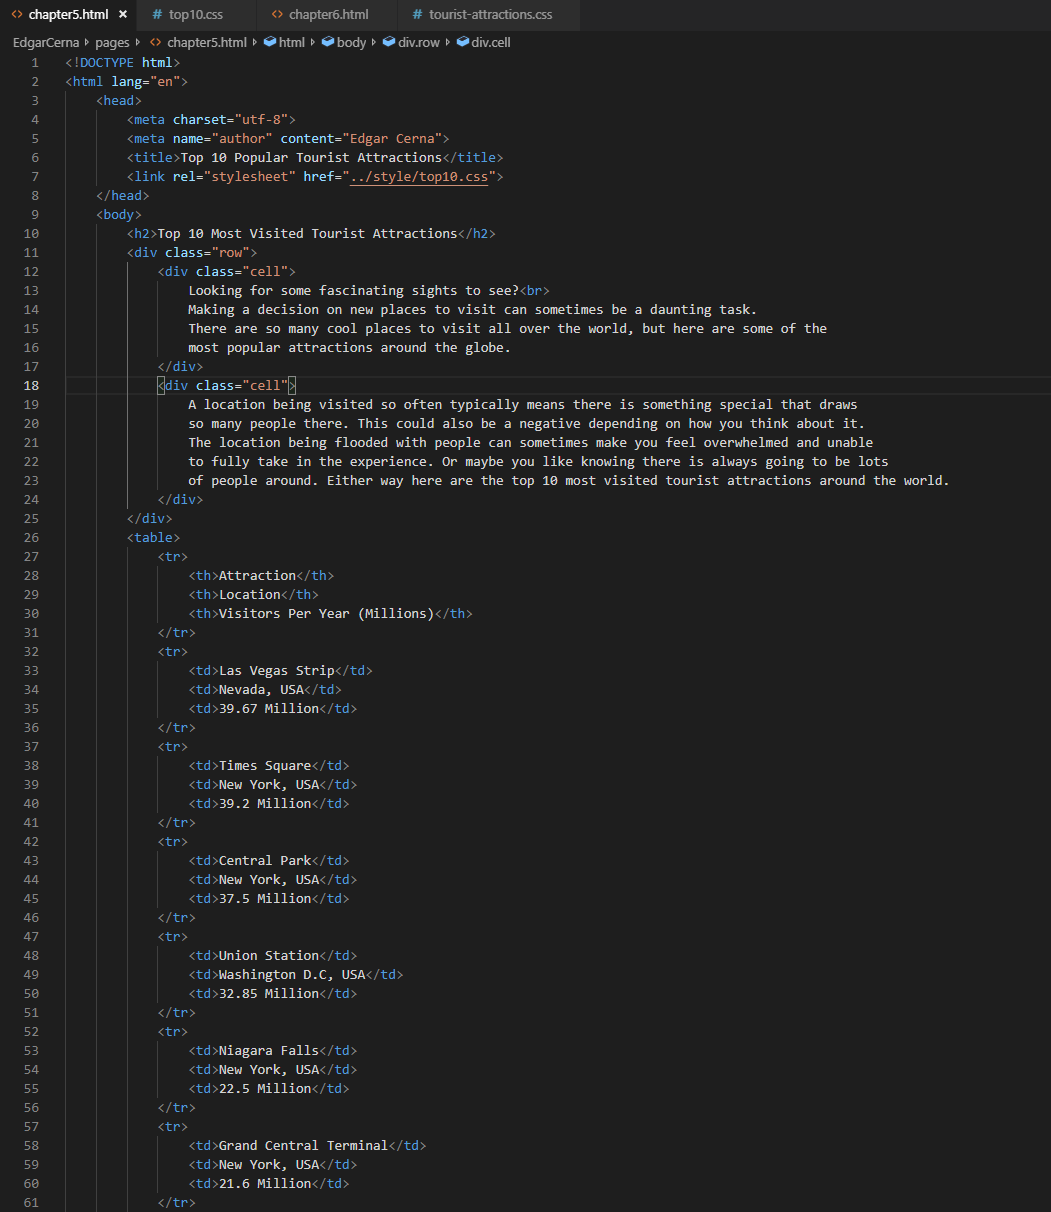 <> chapter5.html ×   # top10.css   <> chapter6.html   # tourist-attractions.css
EdgarCerna › pages › <> chapter5.html › html › body › div.row › div.cell
1 <!DOCTYPE html>
2 <html lang="en">
3     <head>
4         <meta charset="utf-8">
5         <meta name="author" content="Edgar Cerna">
6         <title>Top 10 Popular Tourist Attractions</title>
7         <link rel="stylesheet" href="../style/top10.css">
8     </head>
9     <body>
10         <h2>Top 10 Most Visited Tourist Attractions</h2>
11         <div class="row">
12             <div class="cell">
13                 Looking for some fascinating sights to see?<br>
14                 Making a decision on new places to visit can sometimes be a daunting task.
15                 There are so many cool places to visit all over the world, but here are some of the
16                 most popular attractions around the globe.
17             </div>
18             <div class="cell">
19                 A location being visited so often typically means there is something special that draws
20                 so many people there. This could also be a negative depending on how you think about it.
21                 The location being flooded with people can sometimes make you feel overwhelmed and unable
22                 to fully take in the experience. Or maybe you like knowing there is always going to be lots
23                 of people around. Either way here are the top 10 most visited tourist attractions around the world.
24             </div>
25         </div>
26         <table>
27             <tr>
28                 <th>Attraction</th>
29                 <th>Location</th>
30                 <th>Visitors Per Year (Millions)</th>
31             </tr>
32             <tr>
33                 <td>Las Vegas Strip</td>
34                 <td>Nevada, USA</td>
35                 <td>39.67 Million</td>
36             </tr>
37             <tr>
38                 <td>Times Square</td>
39                 <td>New York, USA</td>
40                 <td>39.2 Million</td>
41             </tr>
42             <tr>
43                 <td>Central Park</td>
44                 <td>New York, USA</td>
45                 <td>37.5 Million</td>
46             </tr>
47             <tr>
48                 <td>Union Station</td>
49                 <td>Washington D.C, USA</td>
50                 <td>32.85 Million</td>
51             </tr>
52             <tr>
53                 <td>Niagara Falls</td>
54                 <td>New York, USA</td>
55                 <td>22.5 Million</td>
56             </tr>
57             <tr>
58                 <td>Grand Central Terminal</td>
59                 <td>New York, USA</td>
60                 <td>21.6 Million</td>
61             </tr>